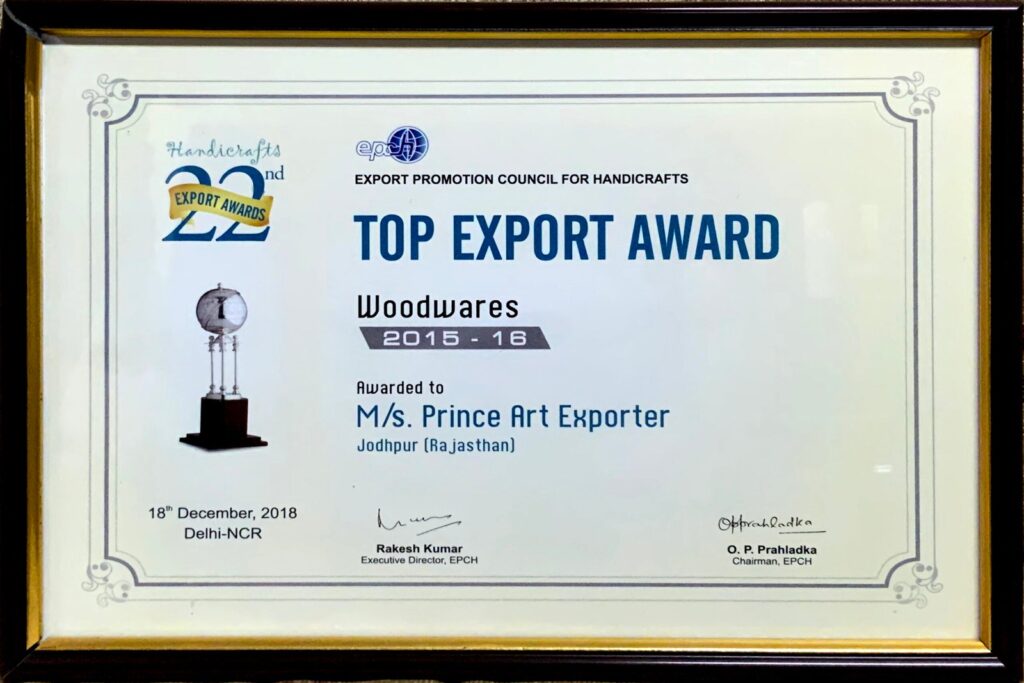 Handicrafts
22nd
EXPORT AWARDS
epch
EXPORT PROMOTION COUNCIL FOR HANDICRAFTS
TOP EXPORT AWARD
Woodwares
2015 - 16
Awarded to
M/s. Prince Art Exporter
Jodhpur (Rajasthan)
18th December, 2018
Delhi-NCR
Rakesh Kumar
Executive Director, EPCH
Opprahladka
O. P. Prahladka
Chairman, EPCH